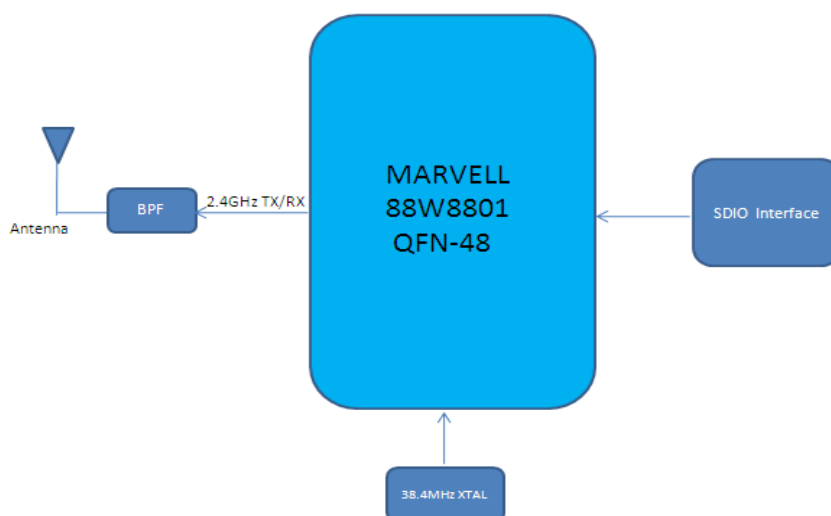 MARVELL
88W8801
QFN-48
2.4GHz TX/RX
BPF
Antenna
SDIO Interface
38.4MHz XTAL